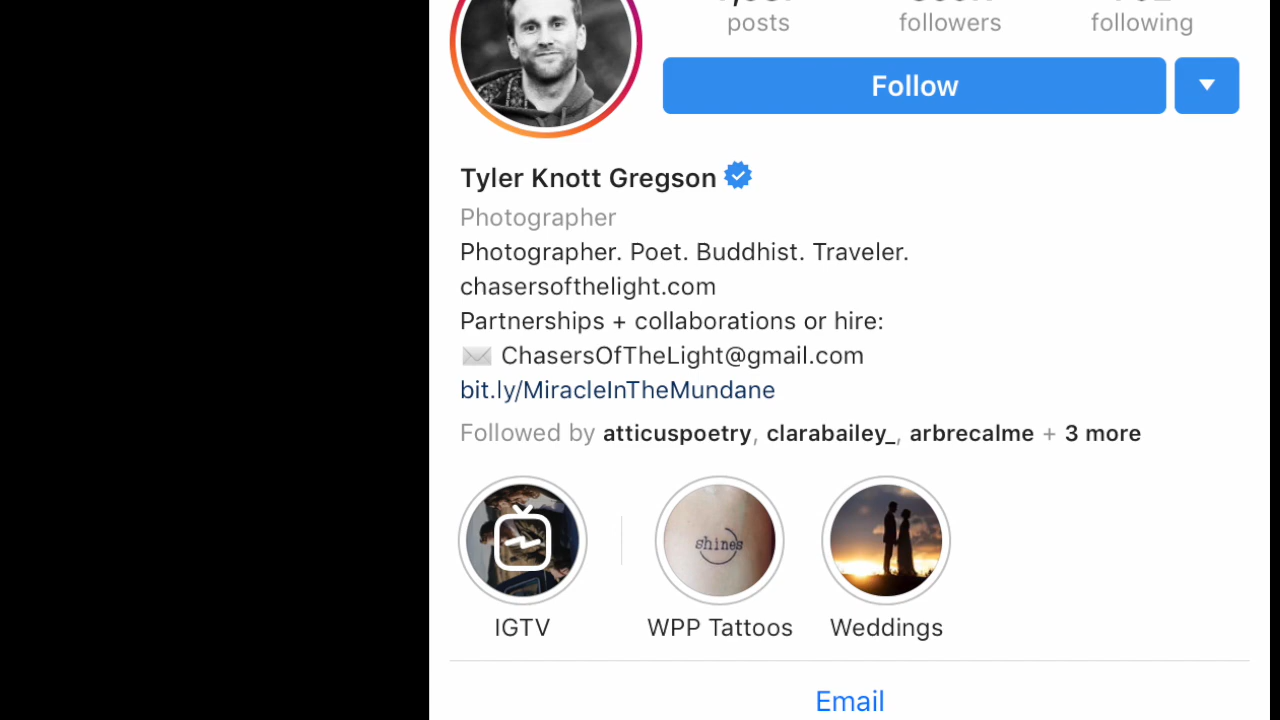 posts followers following
Follow
Tyler Knott Gregson
Photographer
Photographer. Poet. Buddhist. Traveler.
chasersofthelight.com
Partnerships + collaborations or hire:
ChasersOfTheLight@gmail.com
bit.ly/MiracleInTheMundane
Followed by atticuspoetry, clarabailey_, arbrecalme + 3 more
shines
IGTV WPP Tattoos Weddings
Email